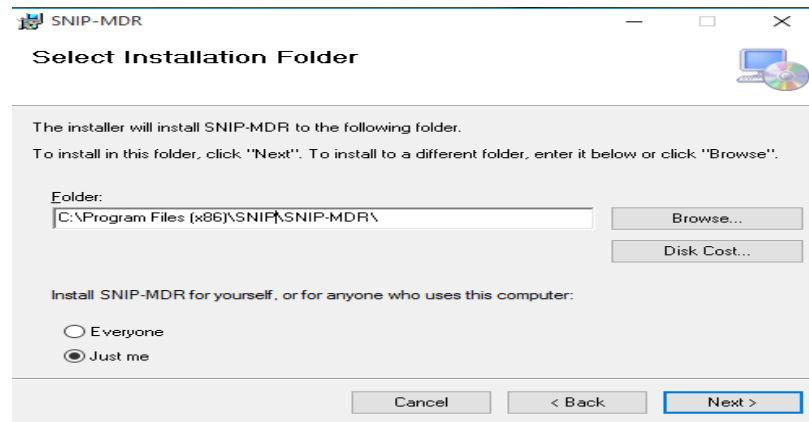 SNIP-MDR
Select Installation Folder
The installer will install SNIP-MDR to the following folder.
To install in this folder, click "Next". To install to a different folder, enter it below or click "Browse".
Folder:
C:\Program Files (x86)\SNIP\SNIP-MDR\
Browse...
Disk Cost...
Install SNIP-MDR for yourself, or for anyone who uses this computer:
Everyone
Just me
Cancel
< Back
Next >